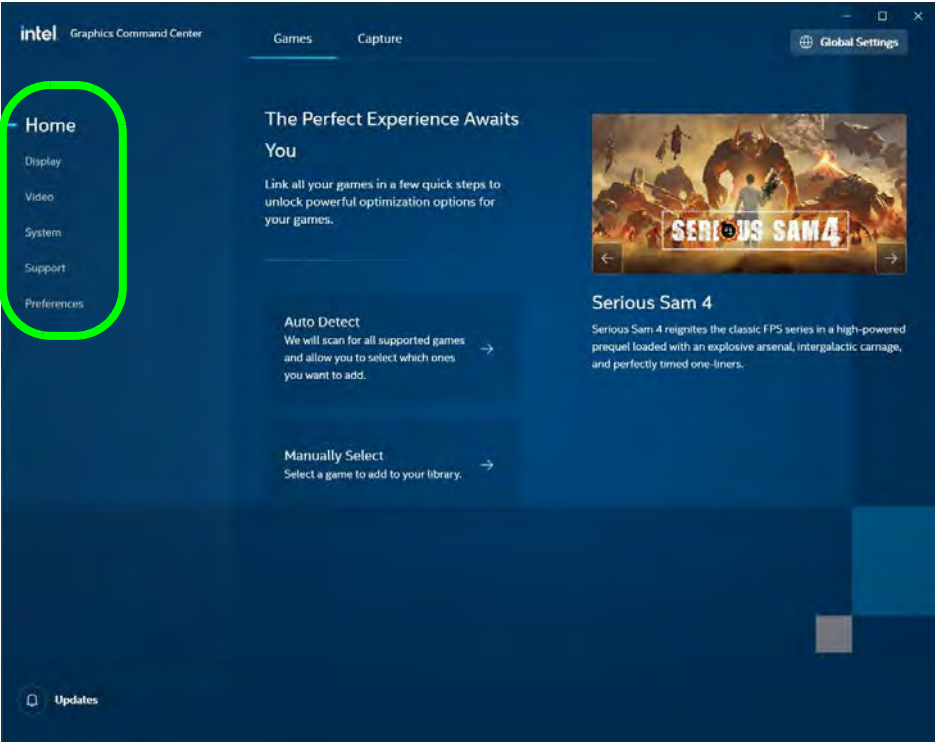 intel Graphics Command Center
Games
Capture
Global Settings
Home
Display
Video
System
Support
Preferences
The Perfect Experience Awaits
You
Link all your games in a few quick steps to
unlock powerful optimization options for
your games.
Auto Detect
We will scan for all supported games
and allow you to select which ones
you want to add.
Manually Select
Select a game to add to your library.
SERIOUS SAM 4
Serious Sam 4
Serious Sam 4 reignites the classic FPS series in a high-powered
prequel loaded with an explosive arsenal, intergalactic carnage,
and perfectly timed one-liners.
Updates